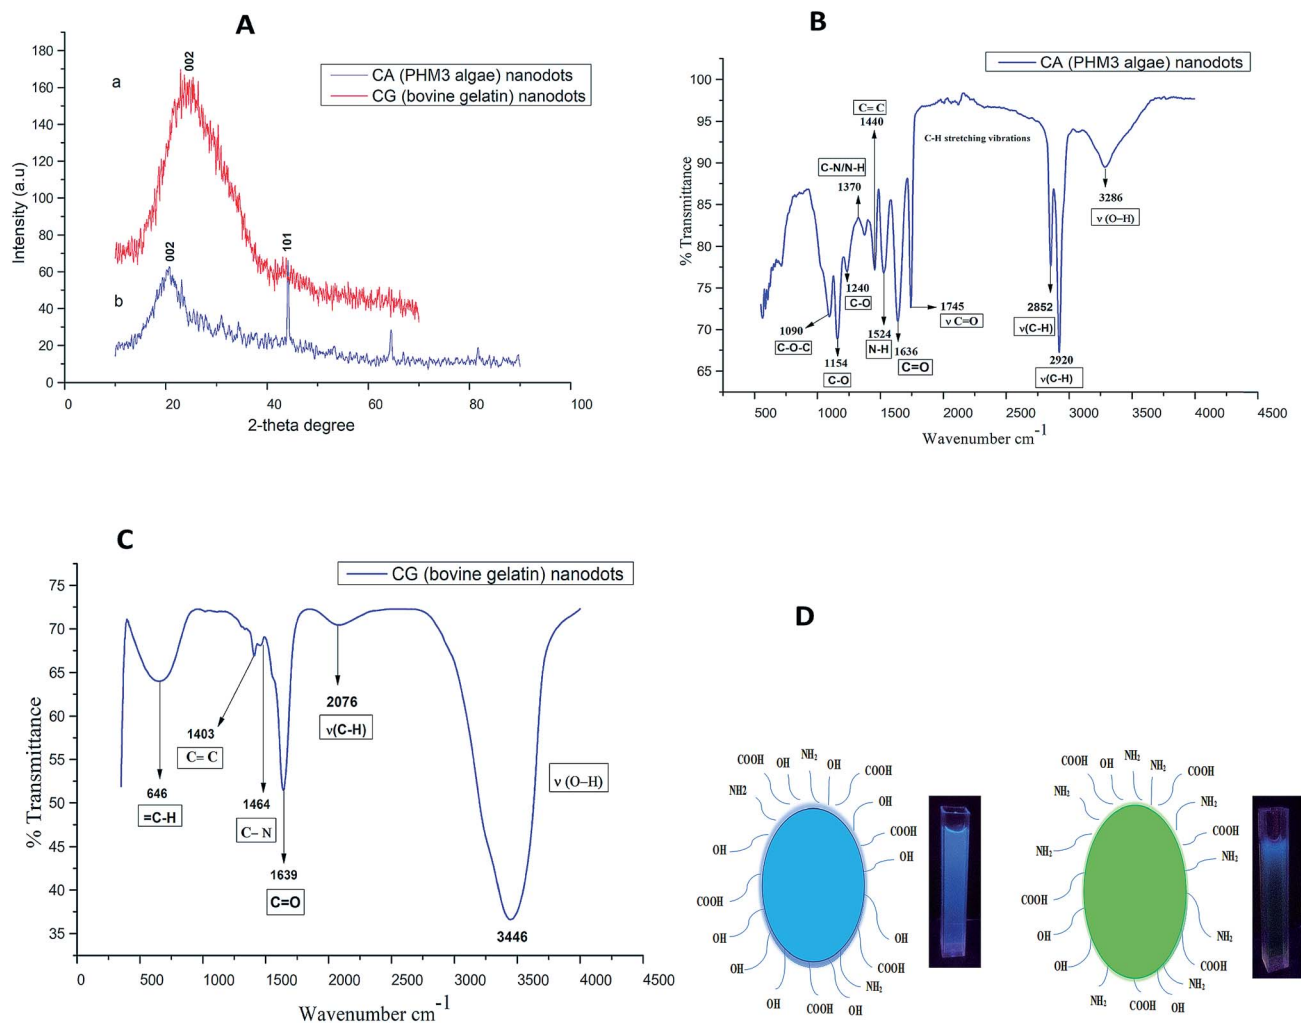 A
CA (PHM3 algae) nanodots
CG (bovine gelatin) nanodots
a
b
002
002
101
180
160
140
120
100
80
60
40
20
0
Intensity (a.u)
0
20
40
60
80
100
2-theta degree
B
CA (PHM3 algae) nanodots
100
95
90
85
80
75
70
65
% Transmittance
C= C
1440
C-H stretching vibrations
C-N/N-H
1370
3286
ν (O–H)
1240
C-O
1090
C-O-C
1524
N-H
1745
ν C=O
2852
ν(C-H)
1154
C-O
1636
C=O
2920
ν(C-H)
500
1000
1500
2000
2500
3000
3500
4000
4500
Wavenumber cm-1
C
CG (bovine gelatin) nanodots
75
70
65
60
55
50
45
40
35
% Transmittance
1403
C= C
2076
ν(C-H)
646
=C-H
1464
C– N
ν (O–H)
1639
C=O
3446
0
500
1000
1500
2000
2500
3000
3500
4000
4500
Wavenumber cm-1
D
COOH
OH
NH2
OH
COOH
NH2
OH
COOH
OH
OH
COOH
OH
OH
OH
COOH
OH
NH2
COOH
OH
COOH
OH
NH2
NH2
COOH
NH2
NH2
COOH
NH2
NH2
COOH
OH
OH
NH2
COOH
NH2
NH2
COOH
OH